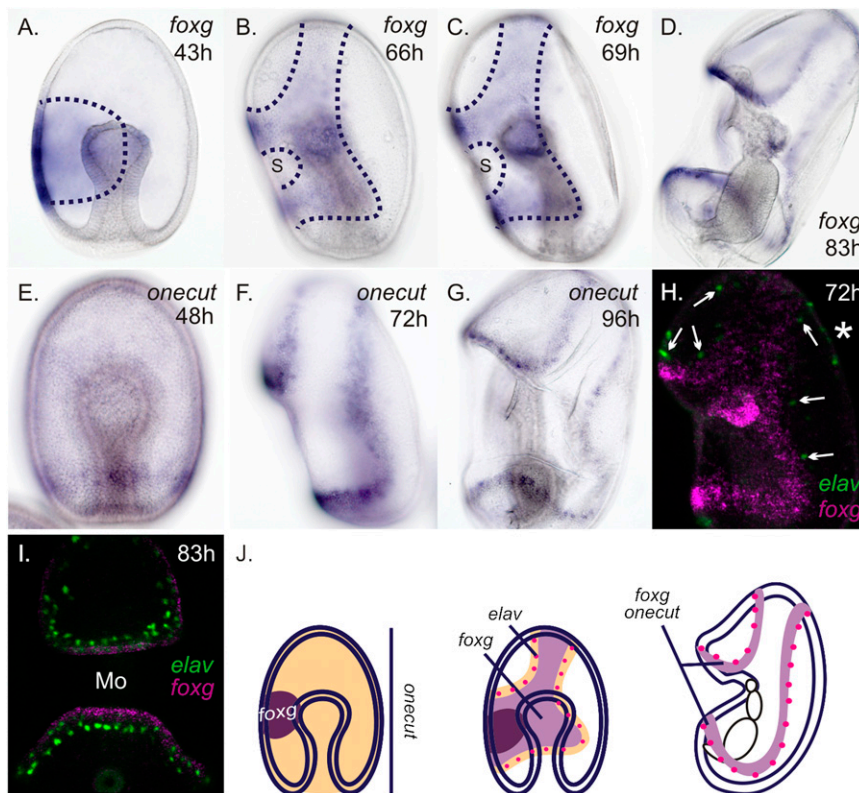 A.
foxg
43h
B.
foxg
66h
S
C.
foxg
69h
S
D.
foxg
83h
E.
onecut
48h
F.
onecut
72h
G.
onecut
96h
H.
72h
*
elav
foxg
I.
83h
Mo
elav
foxg
J.
foxg
onecut
elav
foxg
foxg
onecut